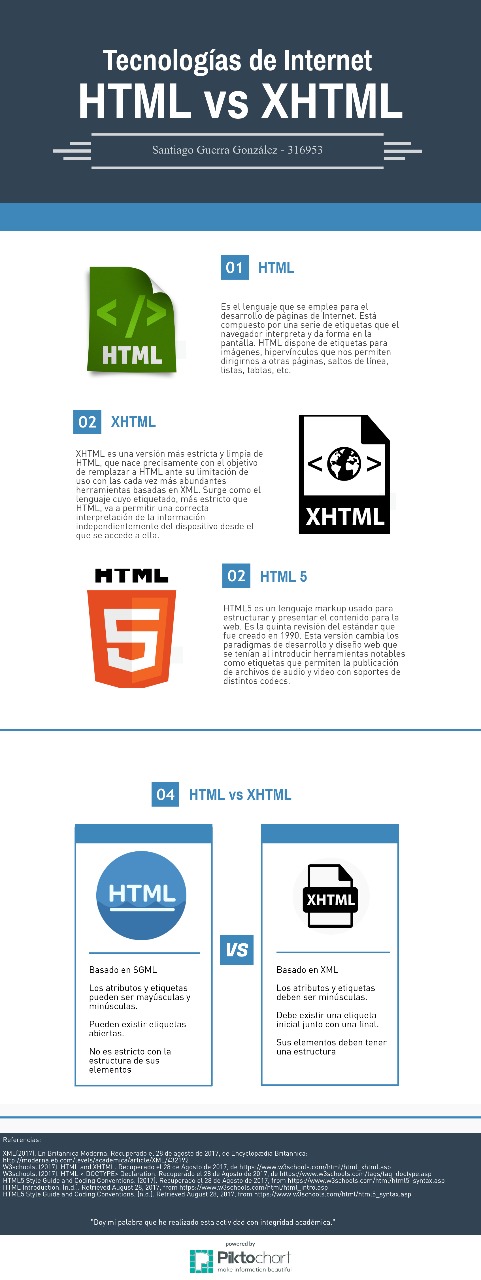 Tecnologías de Internet
HTML vs XHTML
Santiago Guerra González - 316953
01 HTML
Es el lenguaje que se emplea para el
desarrollo de páginas de Internet. Está
compuesto por una serie de etiquetas que el
navegador interpreta y da forma en la
pantalla. HTML dispone de etiquetas para
imágenes, hipervínculos que nos permiten
dirigirnos a otras páginas, saltos de línea,
listas, tablas, etc.
HTML
02 XHTML
XHTML es una versión más estricta y limpia de
HTML, que nace precisamente con el objetivo
de remplazar a HTML ante su limitación de
uso con las cada vez más abundantes
herramientas basadas en XML. Surge como el
lenguaje cuyo etiquetado, más estricto que
HTML, va a permitir una correcta
interpretación de la información
independientemente del dispositivo desde el
que se accede a ella.
XHTML
HTML
5
02 HTML 5
HTML5 es un lenguaje markup usado para
estructurar y presentar el contenido para la
web. Es la quinta revisión del estándar que
fue creado en 1990. Esta versión cambia los
paradigmas de desarrollo y diseño web que
se tenían al introducir herramientas notables
como etiquetas que permiten la publicación
de archivos de audio y video con soportes de
distintos codecs.
04 HTML vs XHTML
HTML
Basado en SGML
Los atributos y etiquetas
pueden ser mayúsculas y
minúsculas.
Pueden existir etiquetas
abiertas.
No es estricto con la
estructura de sus
elementos
VS
XHTML
Basado en XML
Los atributos y etiquetas
deben ser minúsculas.
Debe existir una etiqueta
inicial junto con una final.
Sus elementos deben tener
una estructura
Referencias:
XML(2017). En Britannica Moderna. Recuperado el, 28 de agosto de 2017, de Encyclopædia Britannica:
http://moderna.eb.com/levels/academica/article/XML/432192
W3schools. (2017). HTML and XHTML. Recuperado el 28 de Agosto de 2017, de https://www.w3schools.com/html/html_xhtml.asp
W3schools. (2017). HTML < DOCTYPE> Declaration. Recuperado el 28 de Agosto de 2017, de https://www.w3schools.com/tags/tag_doctype.asp
HTML5 Style Guide and Coding Conventions. (2017). Recuperado el 28 de Agosto de 2017, from https://www.w3schools.com/html/html5_syntax.asp
HTML Introduction. (n.d.). Retrieved August 28, 2017, from https://www.w3schools.com/html/html_intro.asp
HTML5 Style Guide and Coding Conventions. (n.d.). Retrieved August 28, 2017, from https://www.w3schools.com/html/html5_syntax.asp
"Doy mi palabra que he realizado esta actividad con integridad académica."
powered by
Piktochart
make information beautiful